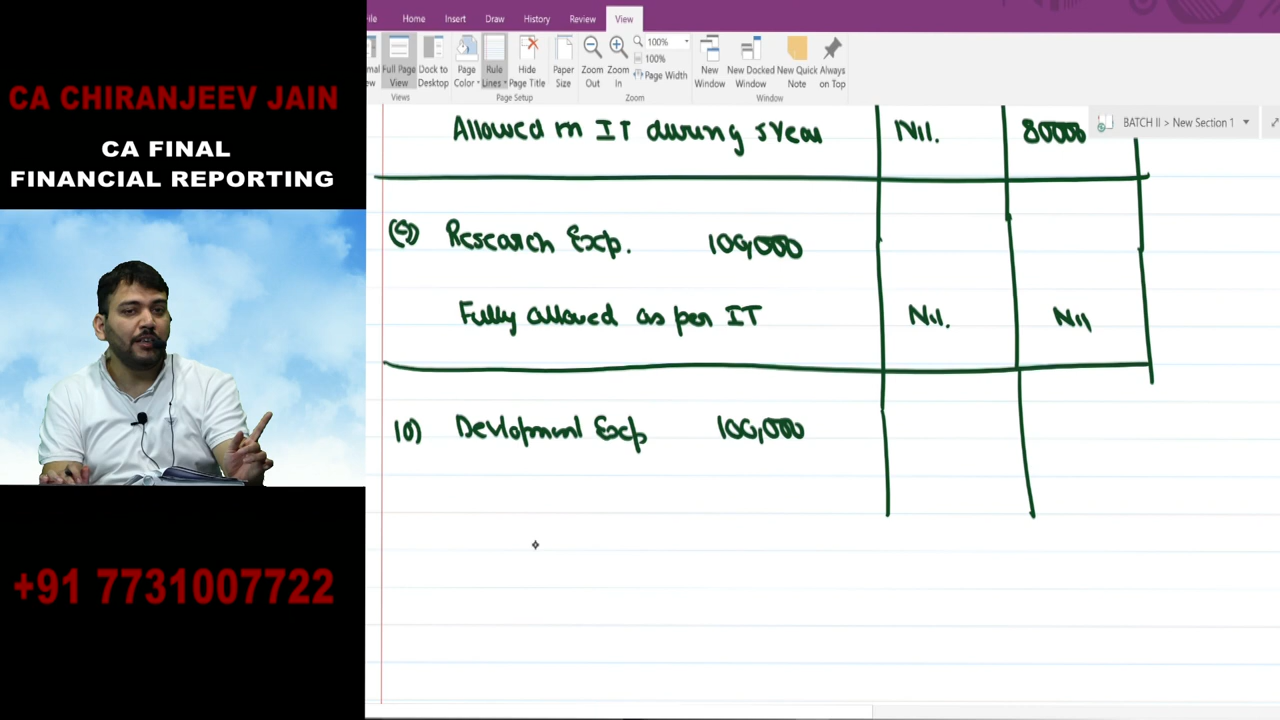 CA CHIRANJEEV JAIN
CA FINAL
FINANCIAL REPORTING
+91 7731007722
Home Insert Draw History Review View
Full Page View
Dock to Desktop
Page Color
Rule Lines
Hide Page Title
Paper Size
Zoom Out
Zoom In
100%
100%
Page Width
New Window
New Docked Window
New Quick Note
Always on Top
Views Page Setup Zoom Window
BATCH II > New Section 1
Allowed in IT during 5 Year Nil. 80000
Research Exp. 100,000
Fully allowed as per IT Nil. Nil
10) Devlopment Exp 100,000